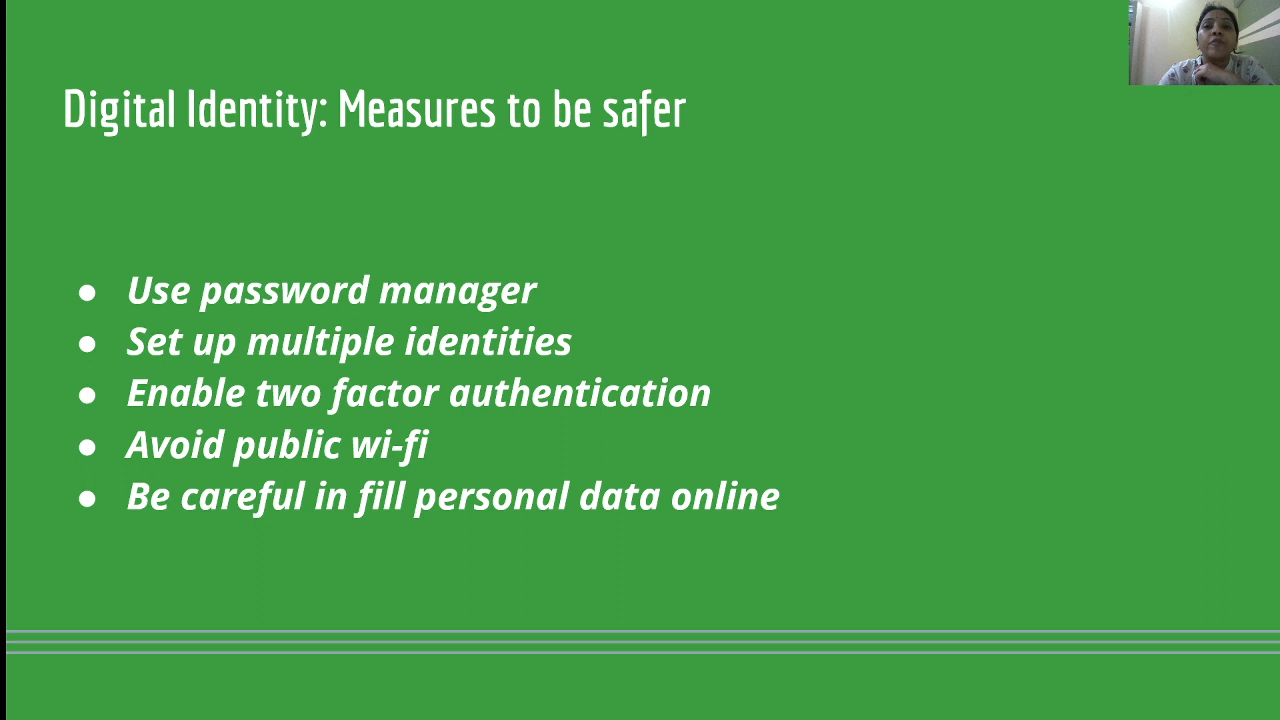 Digital Identity: Measures to be safer
● Use password manager
● Set up multiple identities
● Enable two factor authentication
● Avoid public wi-fi
● Be careful in fill personal data online